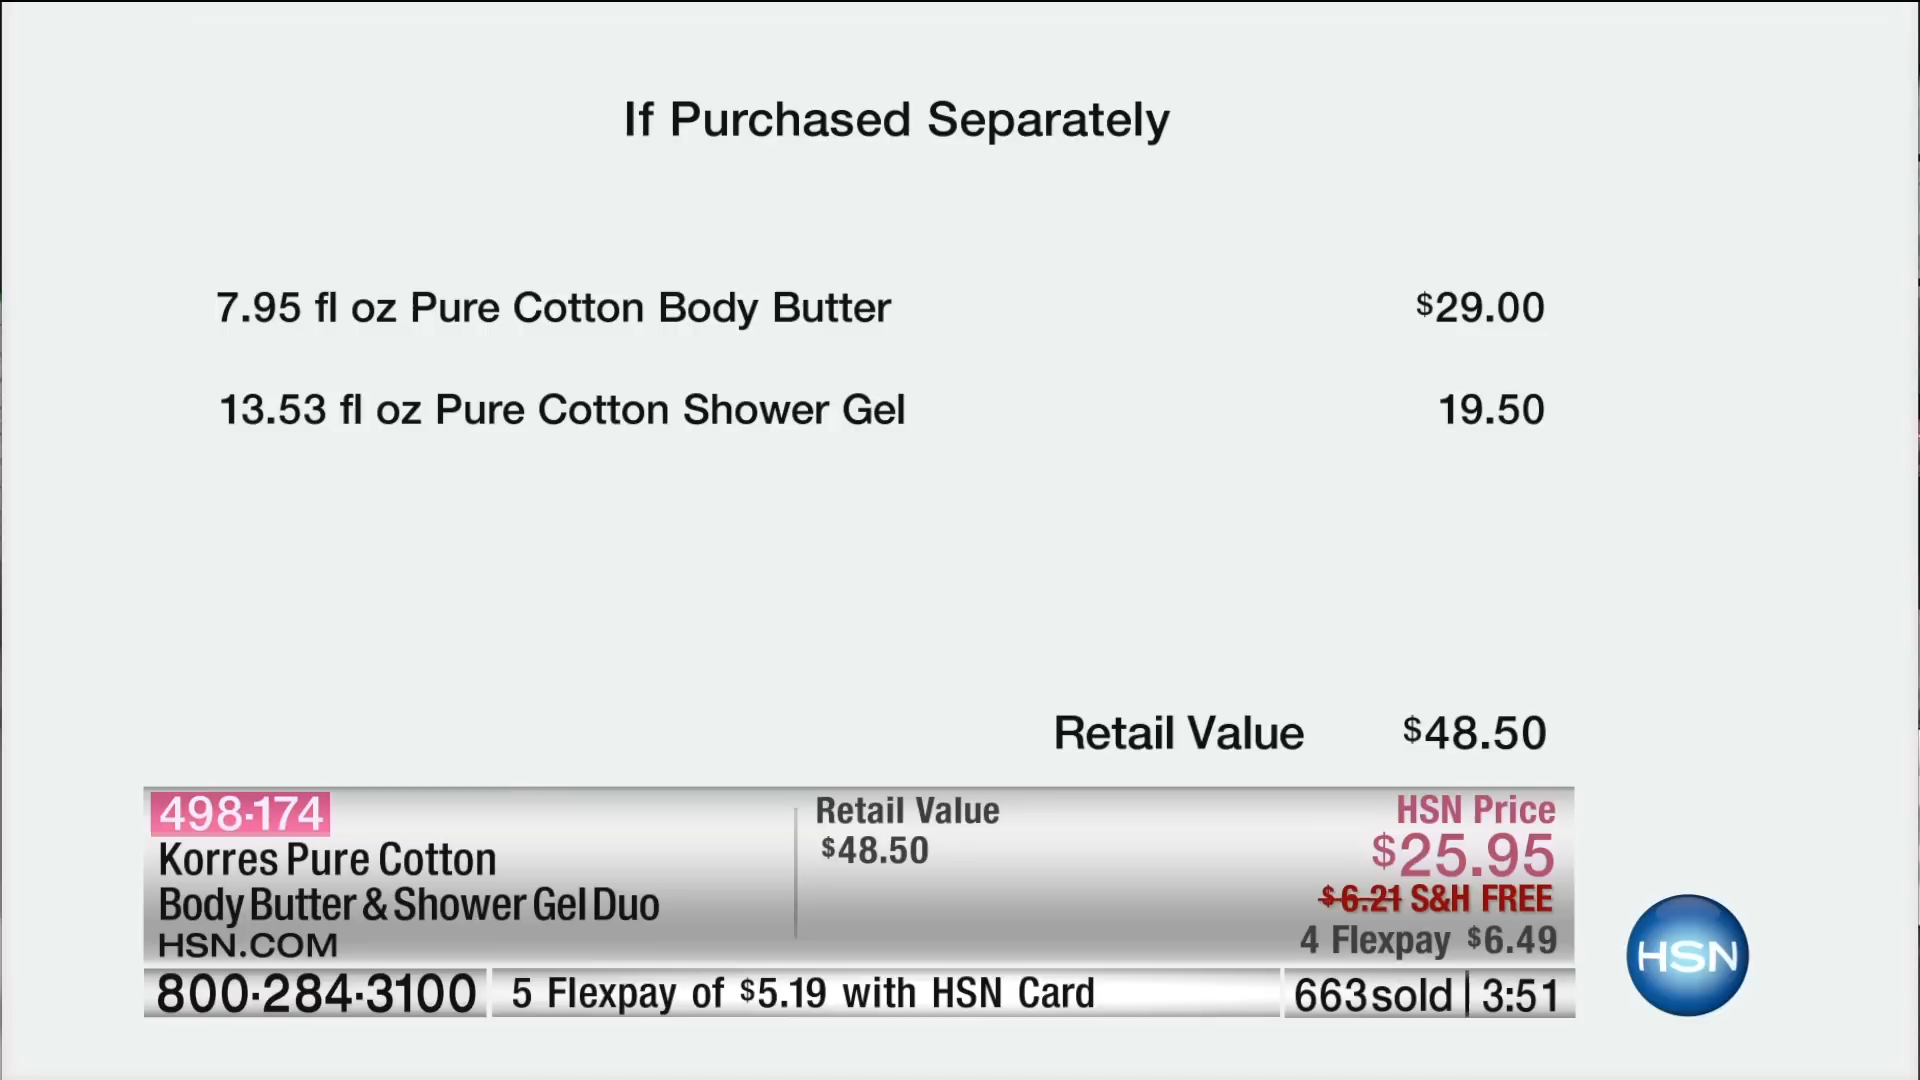 If Purchased Separately
7.95 fl oz Pure Cotton Body Butter $29.00
13.53 fl oz Pure Cotton Shower Gel 19.50
Retail Value $48.50
498·174
Korres Pure Cotton
Body Butter & Shower Gel Duo
HSN.COM
Retail Value
$48.50
HSN Price
$25.95
$6.21 S&H FREE
4 Flexpay $6.49
800·284·3100
5 Flexpay of $5.19 with HSN Card
663 sold | 3:51
HSN